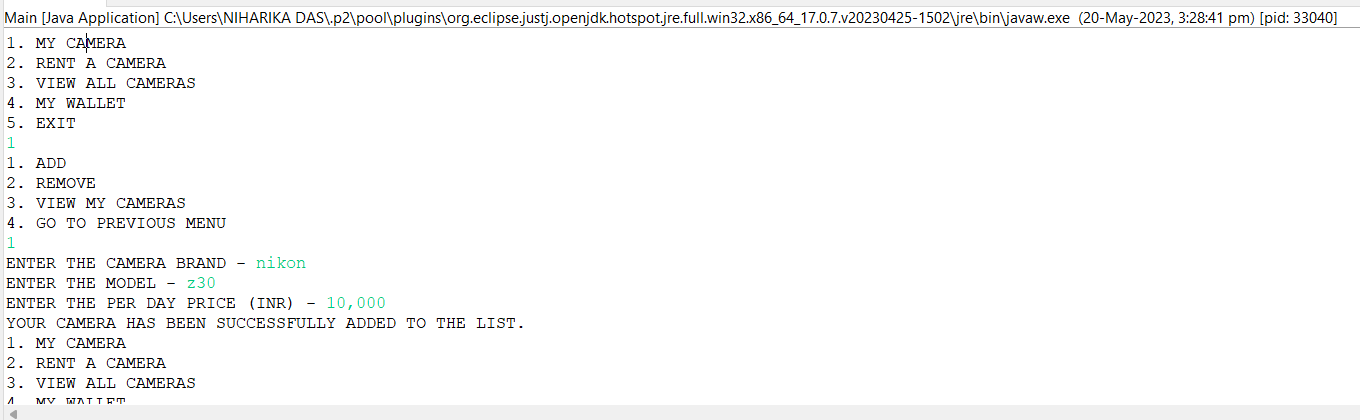 Main [Java Application] C:\Users\NIHARIKA DAS\.p2\pool\plugins\org.eclipse.justj.openjdk.hotspot.jre.full.win32.x86_64_17.0.7.v20230425-1502\jre\bin\javaw.exe (20-May-2023, 3:28:41 pm) [pid: 33040]
1. MY CAMERA
2. RENT A CAMERA
3. VIEW ALL CAMERAS
4. MY WALLET
5. EXIT
1
1. ADD
2. REMOVE
3. VIEW MY CAMERAS
4. GO TO PREVIOUS MENU
1
ENTER THE CAMERA BRAND - nikon
ENTER THE MODEL - z30
ENTER THE PER DAY PRICE (INR) - 10,000
YOUR CAMERA HAS BEEN SUCCESSFULLY ADDED TO THE LIST.
1. MY CAMERA
2. RENT A CAMERA
3. VIEW ALL CAMERAS
4. MY WALLET